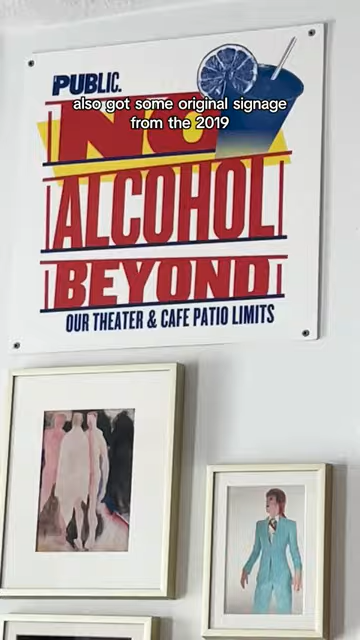 PUBLIC.
also got some original signage
from the 2019
NO
ALCOHOL
BEYOND
OUR THEATER & CAFE PATIO LIMITS